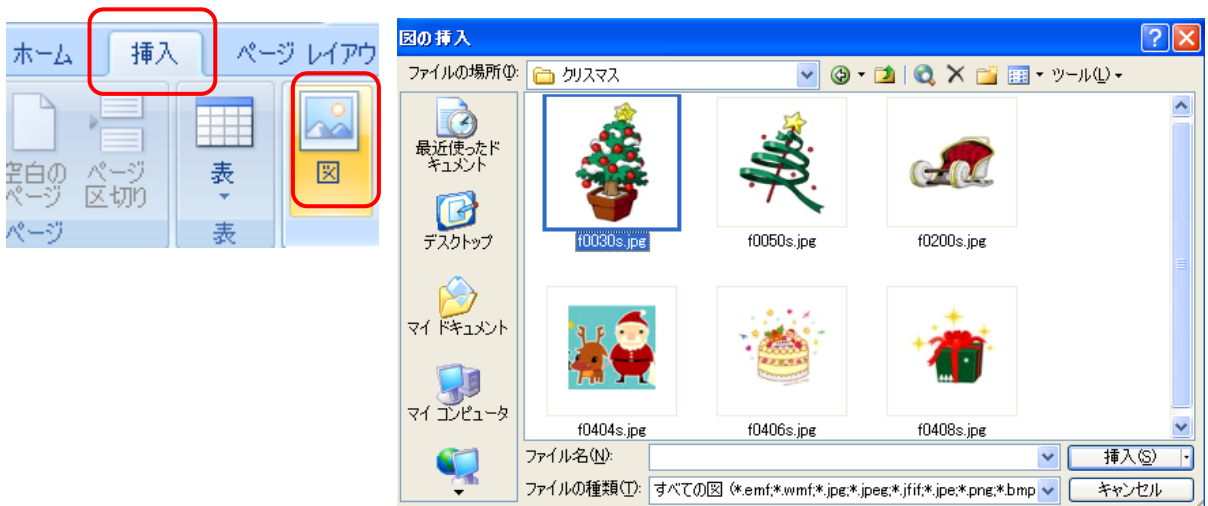 ホーム 挿入 ページ レイアウ
空白の ページ
ページ 区切り
表
図
ページ 表
図の挿入
ファイルの場所(I): クリスマス ツール(L)
最近使ったド
キュメント
デスクトップ
マイ ドキュメント
マイ コンピュータ
f0030s.jpg f0050s.jpg f0200s.jpg
f0404s.jpg f0406s.jpg f0408s.jpg
ファイル名(N): 挿入(S)
ファイルの種類(T): すべての図 (*.emf;*.wmf;*.jpg;*.jpeg;*.jfif;*.jpe;*.png;*.bmp キャンセル